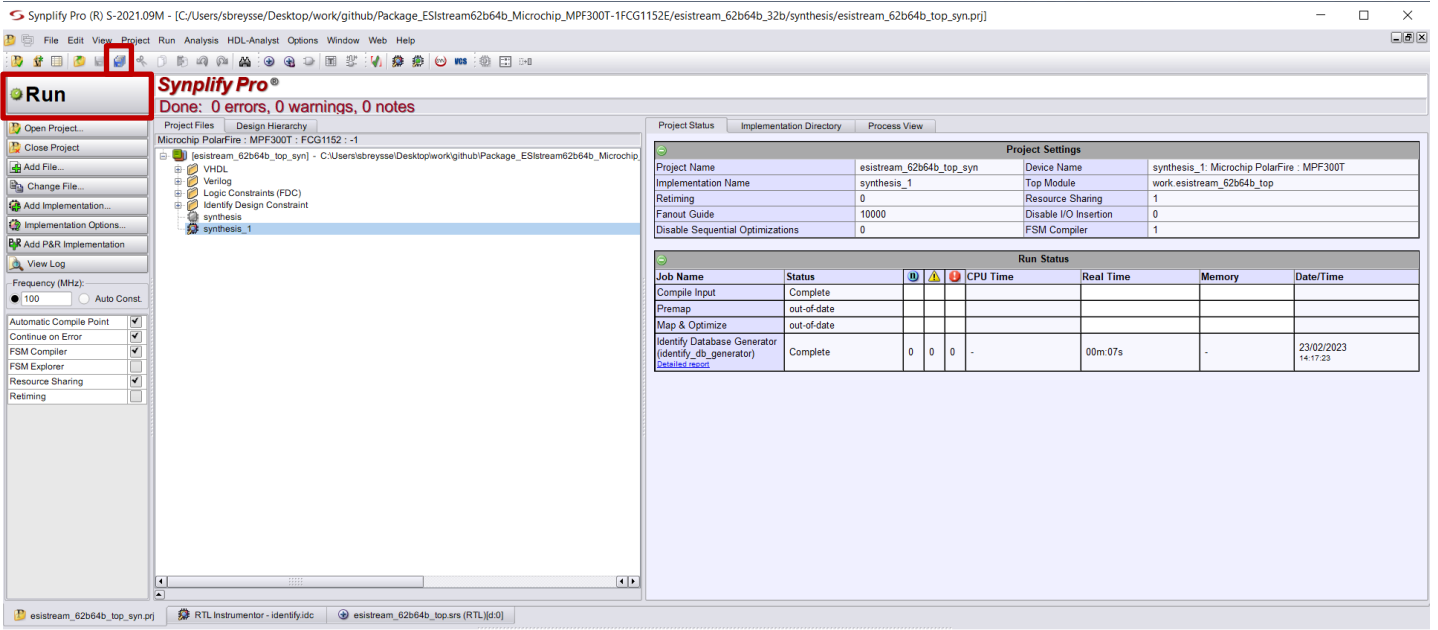 Synplify Pro (R) S-2021.09M - [C:/Users/sbreysse/Desktop/work/github/Package_ESIstream62b64b_Microchip_MPF300T-1FCG1152E/esistream_62b64b_32b/synthesis/esistream_62b64b_top_syn.prj]
File Edit View Project Run Analysis HDL-Analyst Options Window Web Help
VCS
Run
Synplify Pro®
Done: 0 errors, 0 warnings, 0 notes
Open Project...
Close Project
Add File...
Change File...
Add Implementation...
Implementation Options...
Add P&R Implementation
View Log
Frequency (MHz):
100 Auto Const.
Automatic Compile Point
Continue on Error
FSM Compiler
FSM Explorer
Resource Sharing
Retiming
Project Files Design Hierarchy
Microchip PolarFire : MPF300T : FCG1152 : -1
[esistream_62b64b_top_syn] - C:\Users\sbreysse\Desktop\work\github\Package_ESIstream62b64b_Microchip_
VHDL
Verilog
Logic Constraints (FDC)
Identify Design Constraint
synthesis
synthesis_1
Project Status Implementation Directory Process View
Project Settings
Project Name esistream_62b64b_top_syn Device Name synthesis_1: Microchip PolarFire : MPF300T
Implementation Name synthesis_1 Top Module work.esistream_62b64b_top
Retiming 0 Resource Sharing 1
Fanout Guide 10000 Disable I/O Insertion 0
Disable Sequential Optimizations 0 FSM Compiler 1
Run Status
Job Name Status CPU Time Real Time Memory Date/Time
Compile Input Complete
Premap out-of-date
Map & Optimize out-of-date
Identify Database Generator
(identify_db_generator) Complete 0 0 0 - 00m:07s - 23/02/2023
Detailed report 14:17:23
esistream_62b64b_top_syn.prj RTL Instrumentor - identify.idc esistream_62b64b_top.srs (RTL)[d:0]